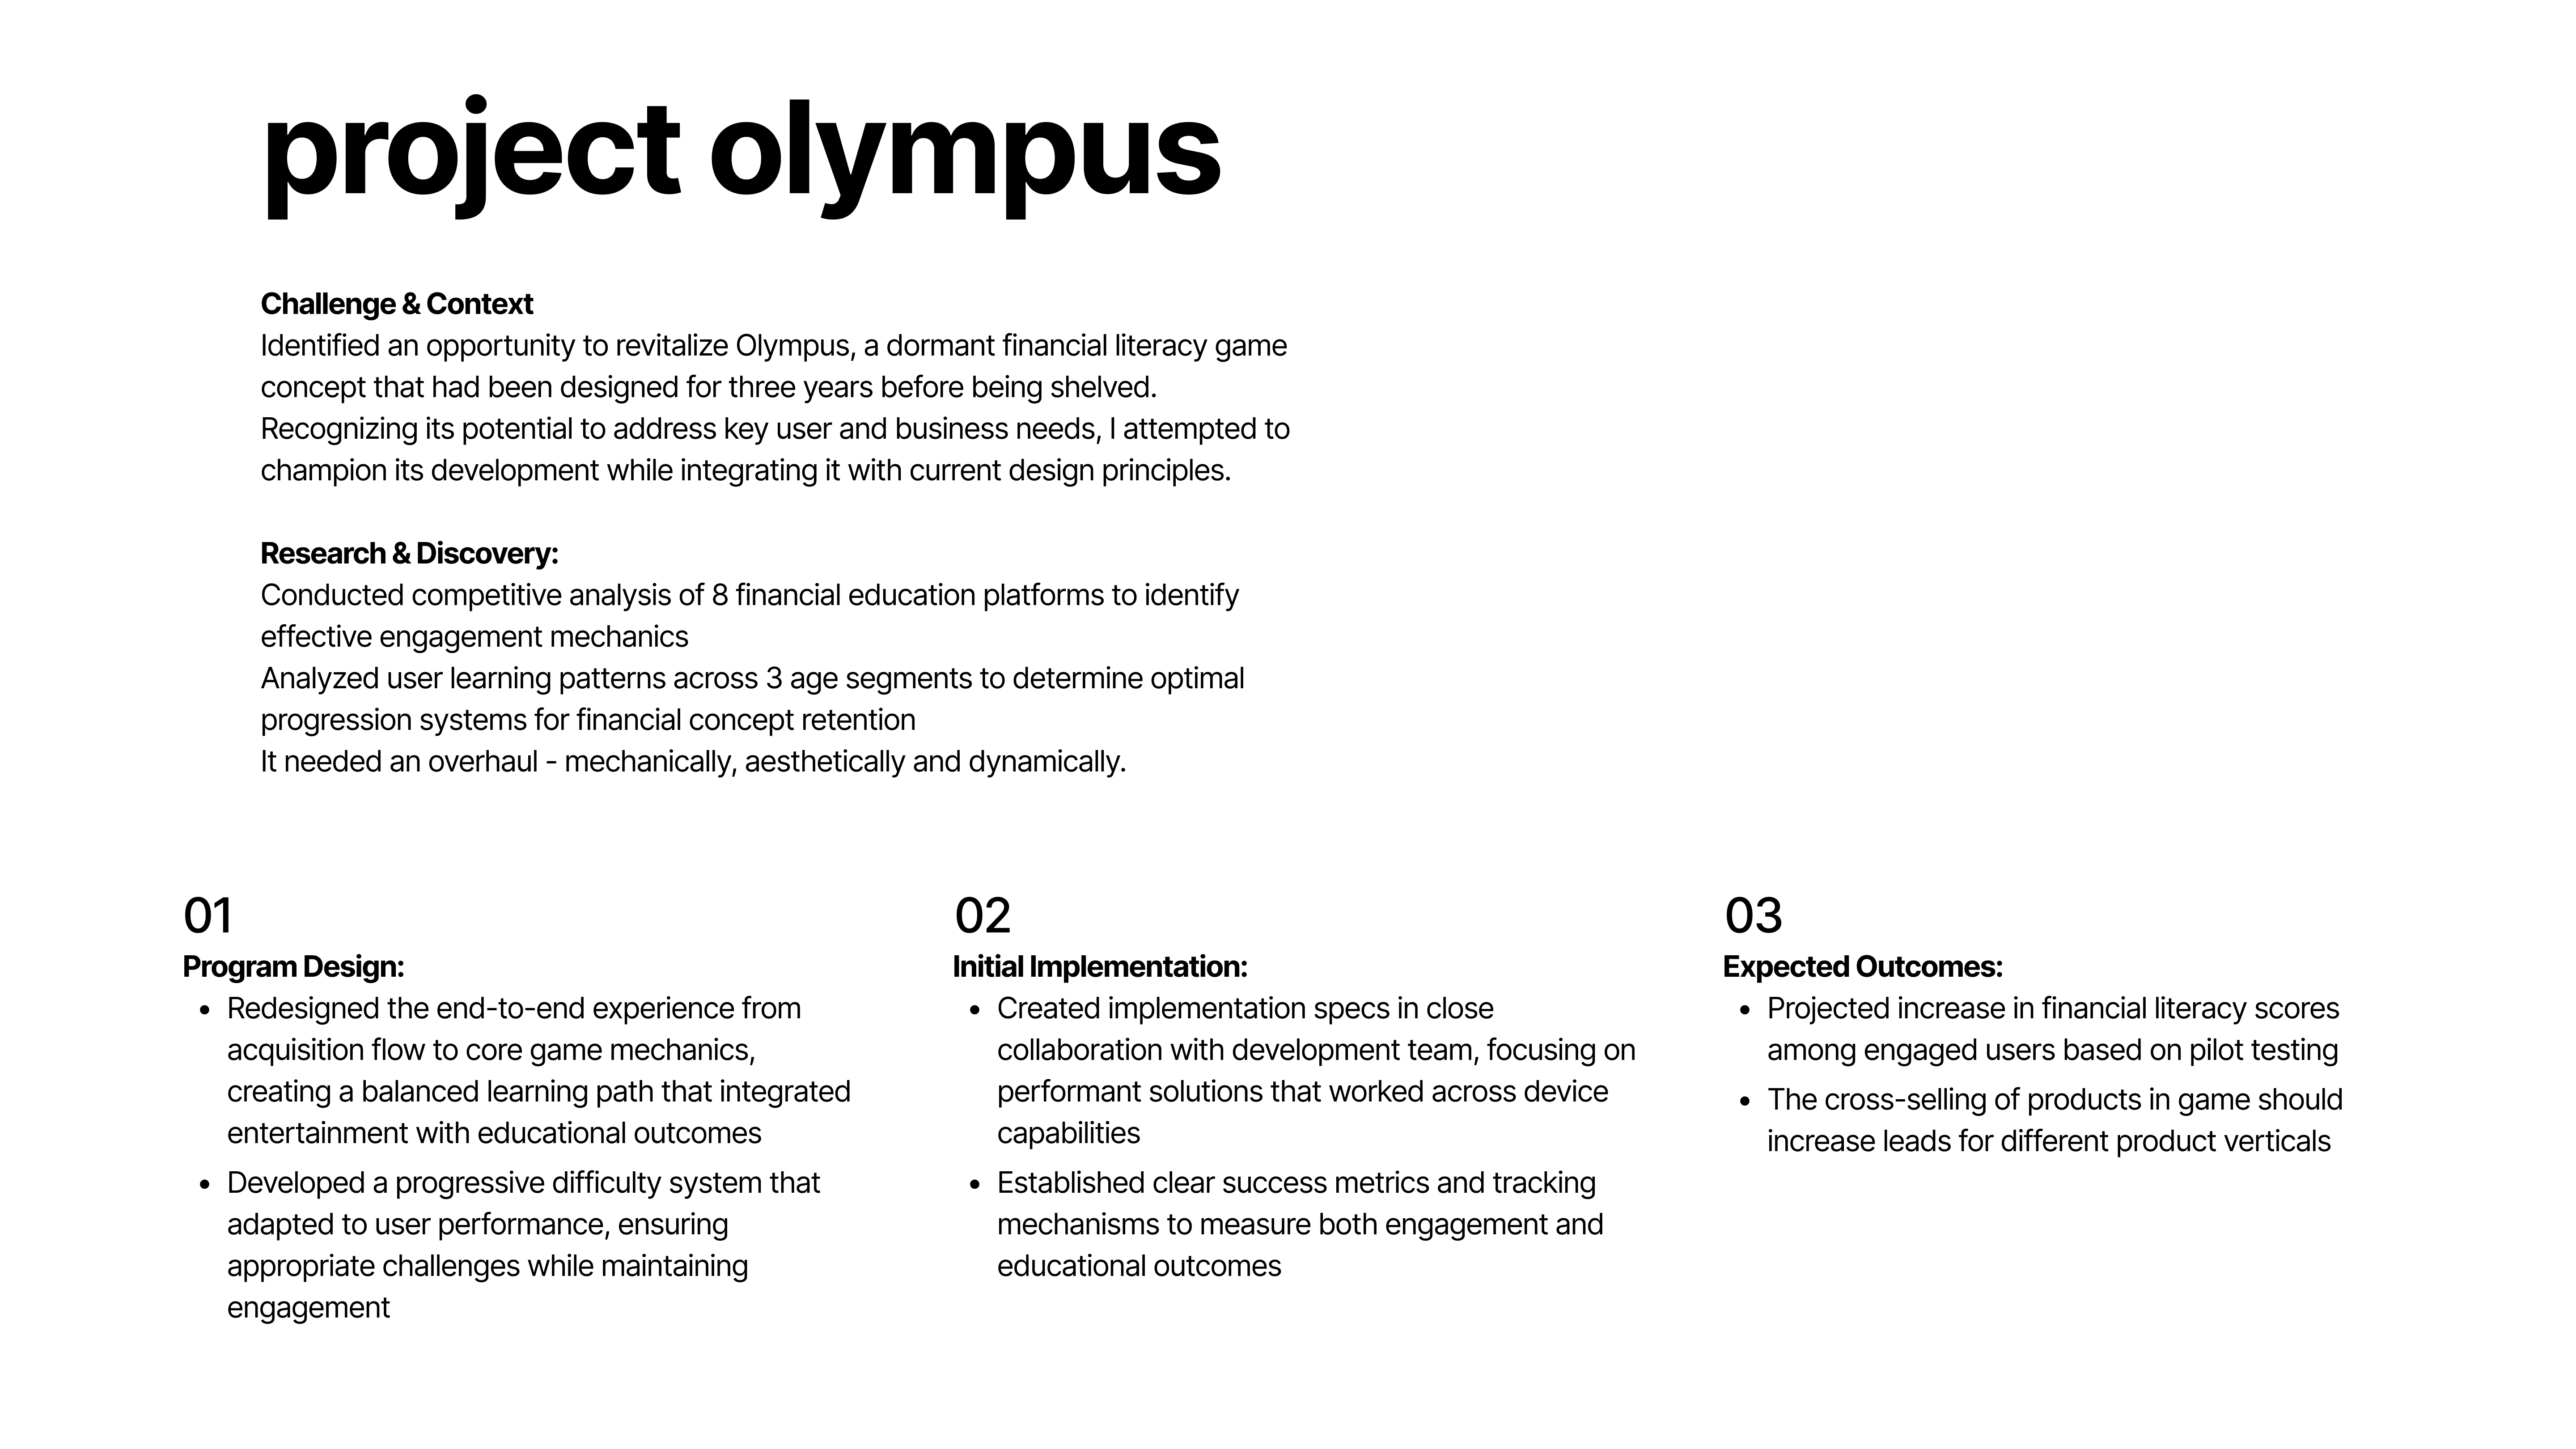 project olympus
Challenge & Context
Identified an opportunity to revitalize Olympus, a dormant financial literacy game
concept that had been designed for three years before being shelved.
Recognizing its potential to address key user and business needs, I attempted to
champion its development while integrating it with current design principles.
Research & Discovery:
Conducted competitive analysis of 8 financial education platforms to identify
effective engagement mechanics
Analyzed user learning patterns across 3 age segments to determine optimal
progression systems for financial concept retention
It needed an overhaul - mechanically, aesthetically and dynamically.
01
Program Design:
• Redesigned the end-to-end experience from
acquisition flow to core game mechanics,
creating a balanced learning path that integrated
entertainment with educational outcomes
• Developed a progressive difficulty system that
adapted to user performance, ensuring
appropriate challenges while maintaining
engagement
02
Initial Implementation:
• Created implementation specs in close
collaboration with development team, focusing on
performant solutions that worked across device
capabilities
• Established clear success metrics and tracking
mechanisms to measure both engagement and
educational outcomes
03
Expected Outcomes:
• Projected increase in financial literacy scores
among engaged users based on pilot testing
• The cross-selling of products in game should
increase leads for different product verticals